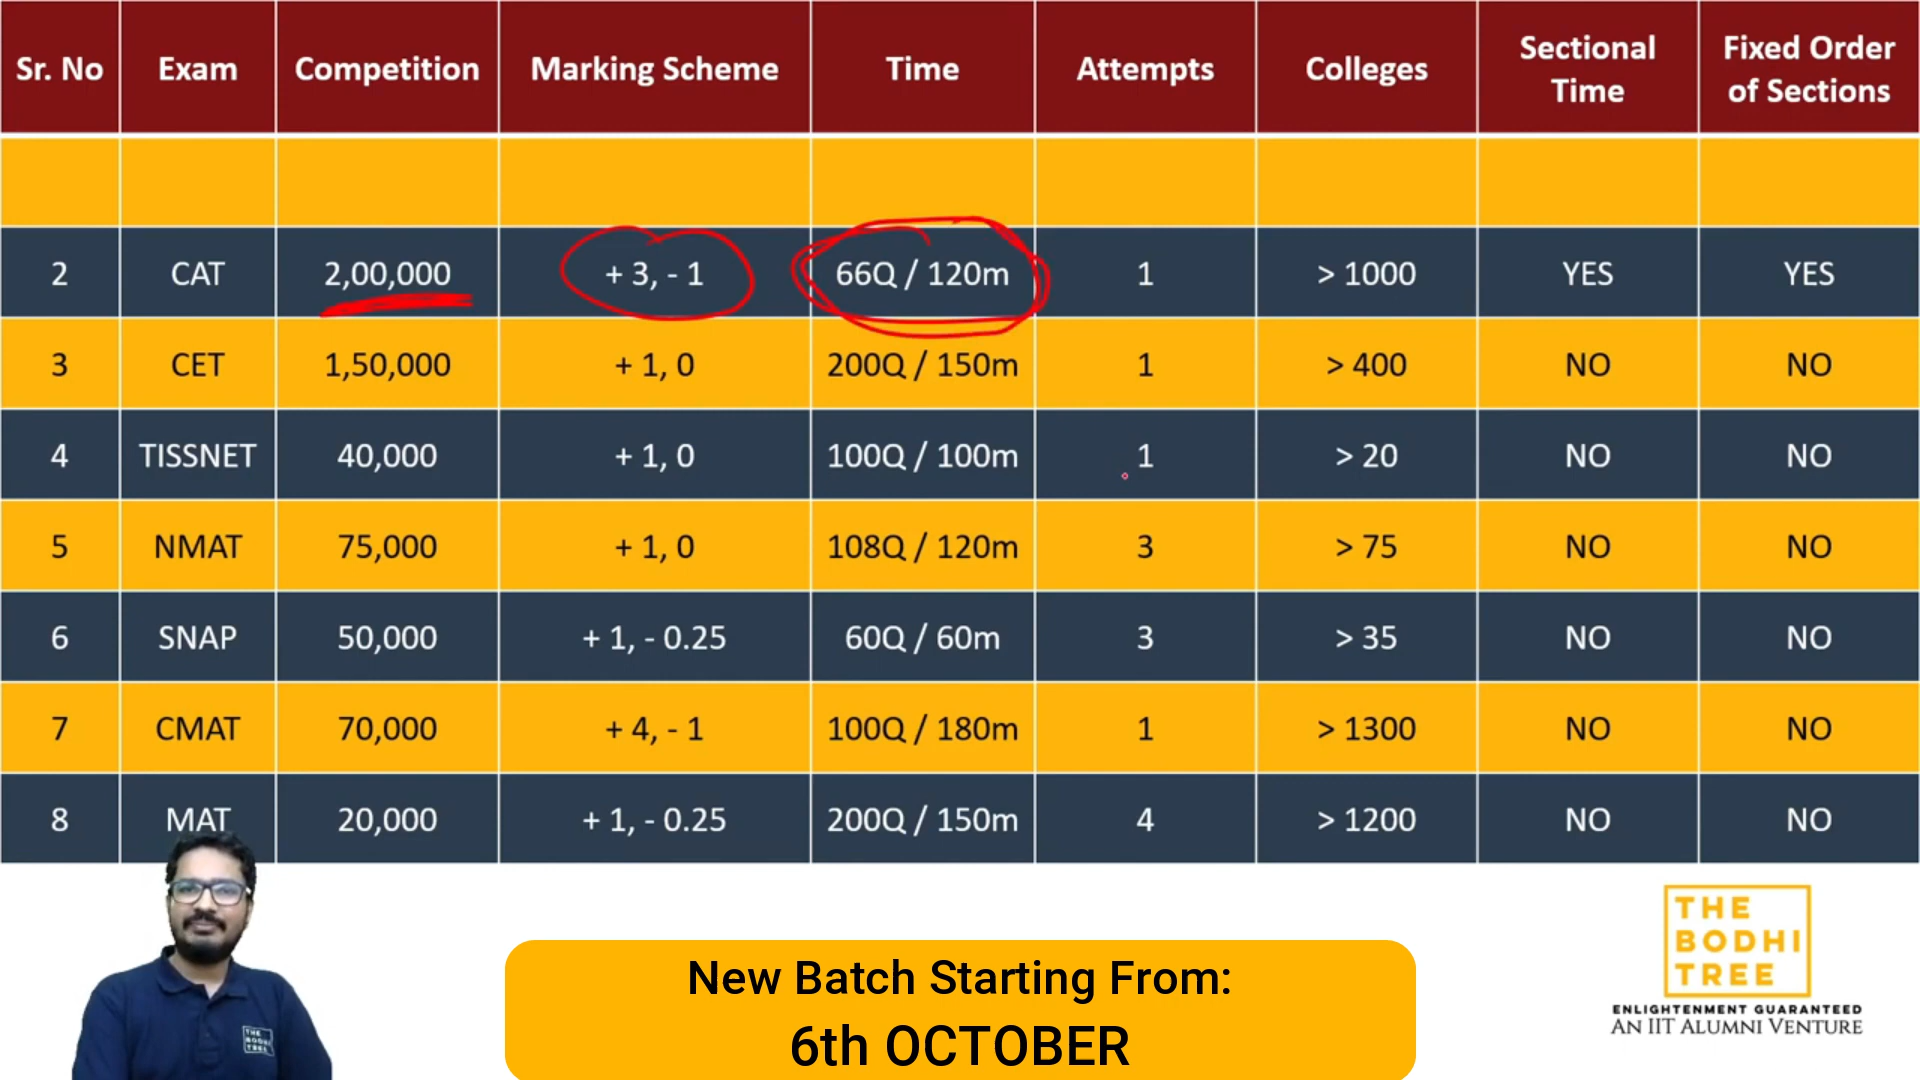 Sr. No Exam Competition Marking Scheme Time Attempts Colleges Sectional Time Fixed Order of Sections
2 CAT 2,00,000 + 3, - 1 66Q / 120m 1 > 1000 YES YES
3 CET 1,50,000 + 1, 0 200Q / 150m 1 > 400 NO NO
4 TISSNET 40,000 + 1, 0 100Q / 100m 1 > 20 NO NO
5 NMAT 75,000 + 1, 0 108Q / 120m 3 > 75 NO NO
6 SNAP 50,000 + 1, - 0.25 60Q / 60m 3 > 35 NO NO
7 CMAT 70,000 + 4, - 1 100Q / 180m 1 > 1300 NO NO
8 MAT 20,000 + 1, - 0.25 200Q / 150m 4 > 1200 NO NO
THE
BODHI
TREE
New Batch Starting From:
6th OCTOBER
THE
BODHI
TREE
ENLIGHTENMENT GUARANTEED
AN IIT ALUMNI VENTURE